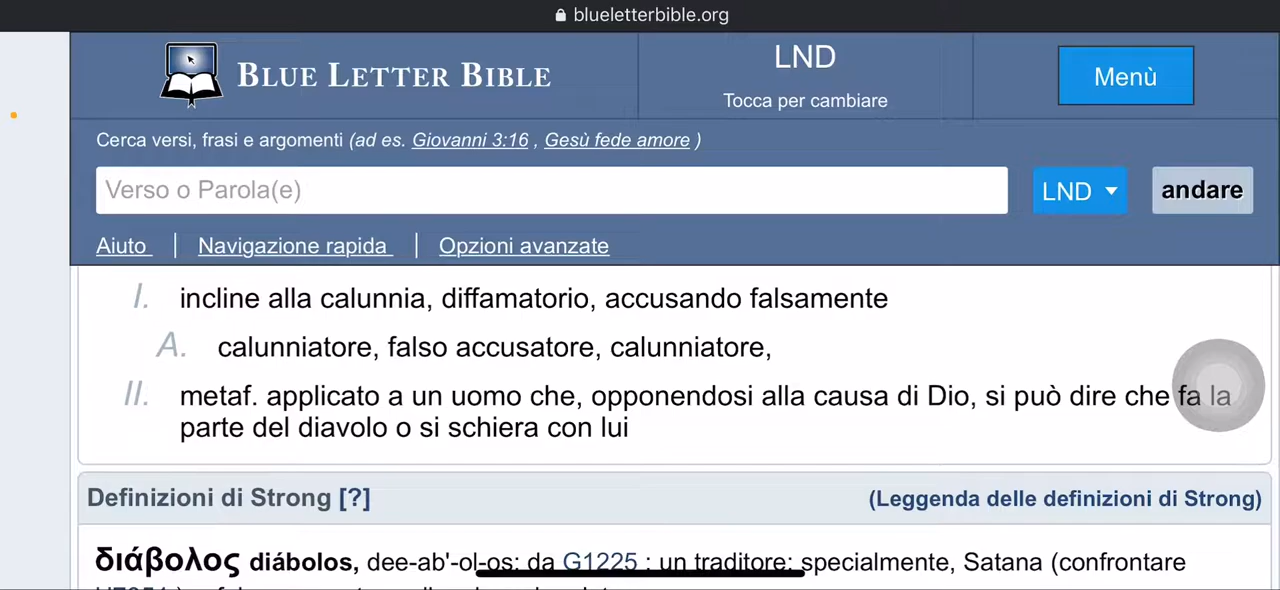 blueletterbible.org
BLUE LETTER BIBLE
LND
Tocca per cambiare
Menù
Cerca versi, frasi e argomenti (ad es. Giovanni 3:16 , Gesù fede amore )
Verso o Parola(e)
LND
andare
Aiuto | Navigazione rapida | Opzioni avanzate
I. incline alla calunnia, diffamatorio, accusando falsamente
A. calunniatore, falso accusatore, calunniatore,
II. metaf. applicato a un uomo che, opponendosi alla causa di Dio, si può dire che fa la
parte del diavolo o si schiera con lui
Definizioni di Strong [?]
(Leggenda delle definizioni di Strong)
διάβολος diábolos, dee-ab'-ol-os; da G1225 ; un traditore; specialmente, Satana (confrontare